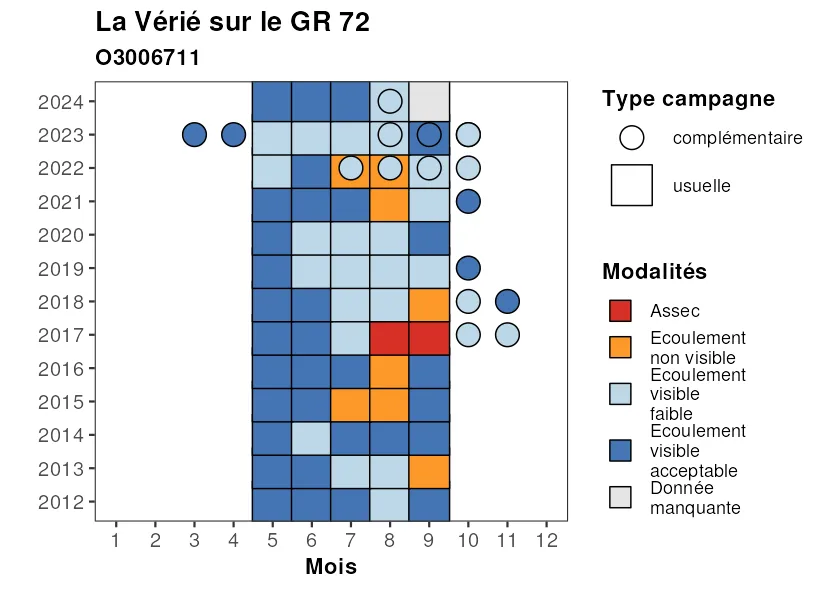 La Vérié sur le GR 72
O3006711
2024
2023
2022
2021
2020
2019
2018
2017
2016
2015
2014
2013
2012
1 2 3 4 5 6 7 8 9 10 11 12
Mois
Type campagne
complémentaire
usuelle
Modalités
Assec
Ecoulement
non visible
Ecoulement
visible
faible
Ecoulement
visible
acceptable
Donnée
manquante